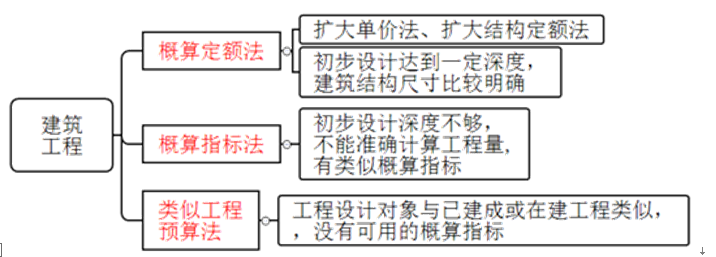 建筑
工程
概算定额法
扩大单价法、扩大结构定额法
初步设计达到一定深度，
建筑结构尺寸比较明确
概算指标法
初步设计深度不够，
不能准确计算工程量，
有类似概算指标
类似工程
预算法
工程设计对象与已建成或在建工程类似，
，没有可用的概算指标